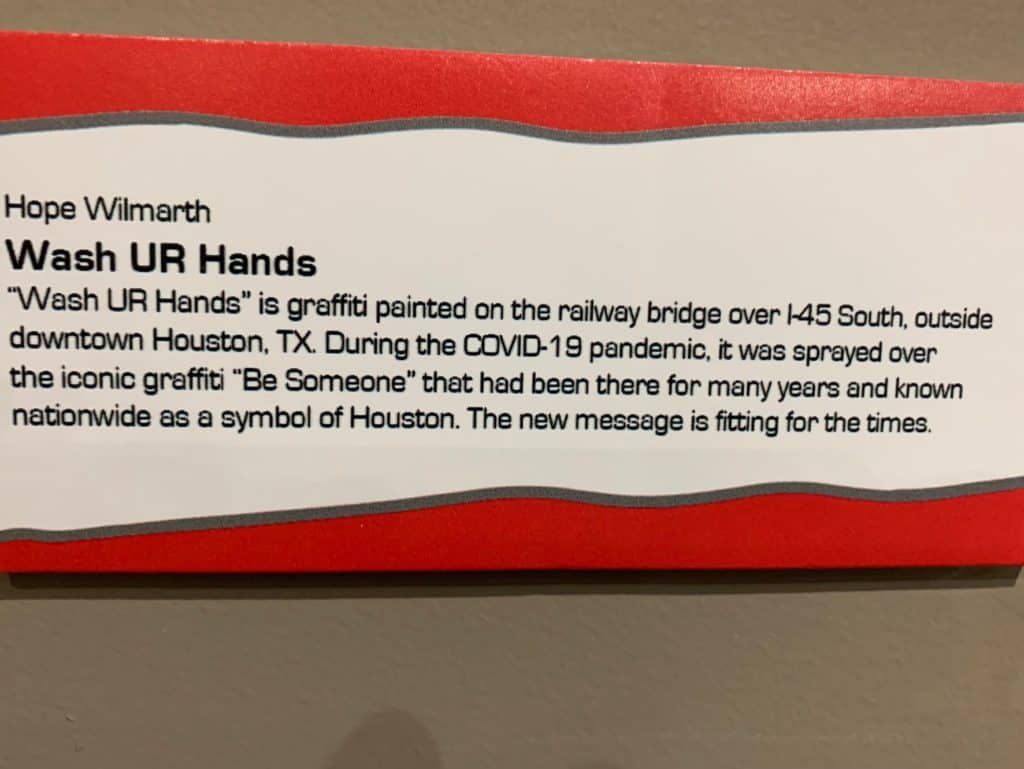 Hope Wilmarth
Wash UR Hands
“Wash UR Hands” is graffiti painted on the railway bridge over I-45 South, outside
downtown Houston, TX. During the COVID-19 pandemic, it was sprayed over
the iconic graffiti “Be Someone” that had been there for many years and known
nationwide as a symbol of Houston. The new message is fitting for the times.